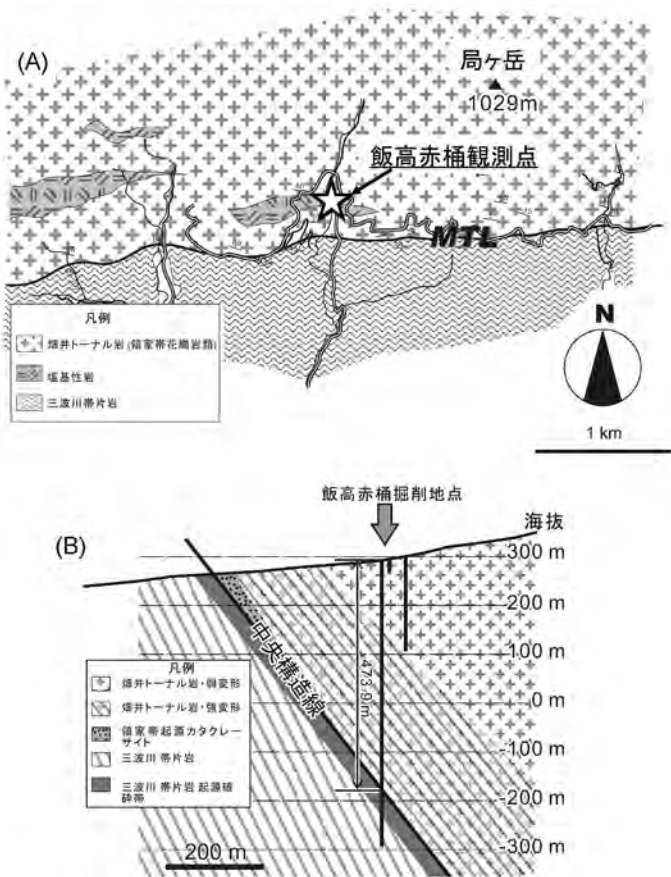 (A)
局ヶ岳
1029m
飯高赤桶観測点
MTL
凡例
畑井トーナル岩(領家帯花崗岩類)
塩基性岩
三波川帯片岩
N
1 km
飯高赤桶掘削地点
(B)
海抜
300 m
200 m
100 m
0 m
-100 m
-200 m
-300 m
中央構造線
473.9 m
凡例
畑井トーナル岩・弱変形
畑井トーナル岩・強変形
領家帯起源カタクレー
サイト
三波川 帯片岩
三波川 帯片岩 起源破
砕帯
200 m